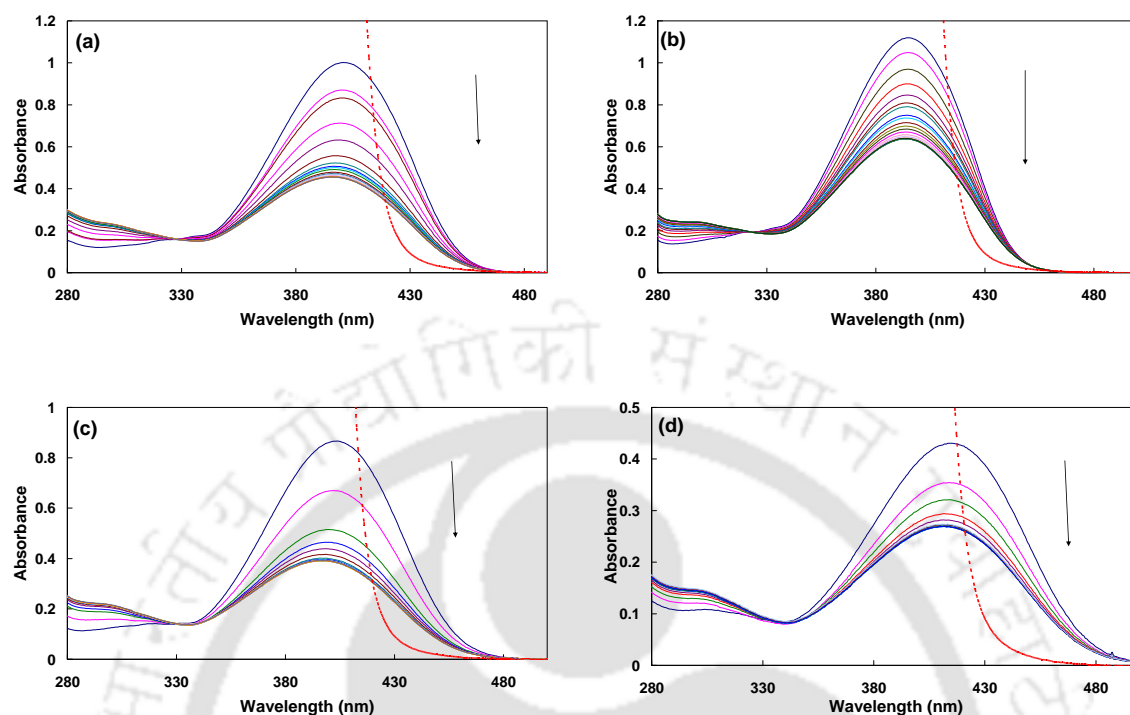 (a)
Absorbance
1.2
1
0.8
0.6
0.4
0.2
0
280 330 380 430 480
Wavelength (nm)
(b)
Absorbance
1.2
1
0.8
0.6
0.4
0.2
0
280 330 380 430 480
Wavelength (nm)
(c)
Absorbance
1
0.8
0.6
0.4
0.2
0
280 330 380 430 480
Wavelength (nm)
(d)
Absorbance
0.5
0.4
0.3
0.2
0.1
0
280 330 380 430 480
Wavelength (nm)
प्रौद्योगिकी संस्थान